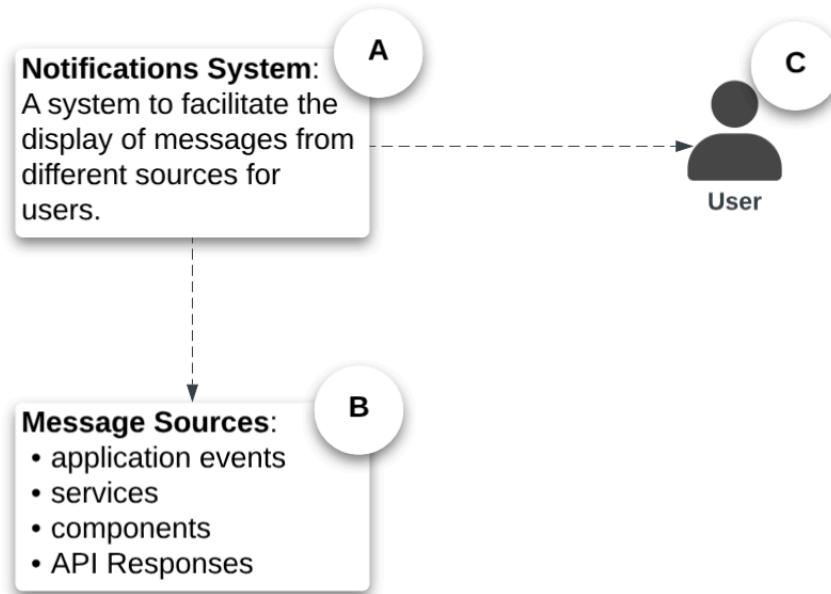 A
Notifications System:
A system to facilitate the
display of messages from
different sources for
users.
C
User
B
Message Sources:
• application events
• services
• components
• API Responses